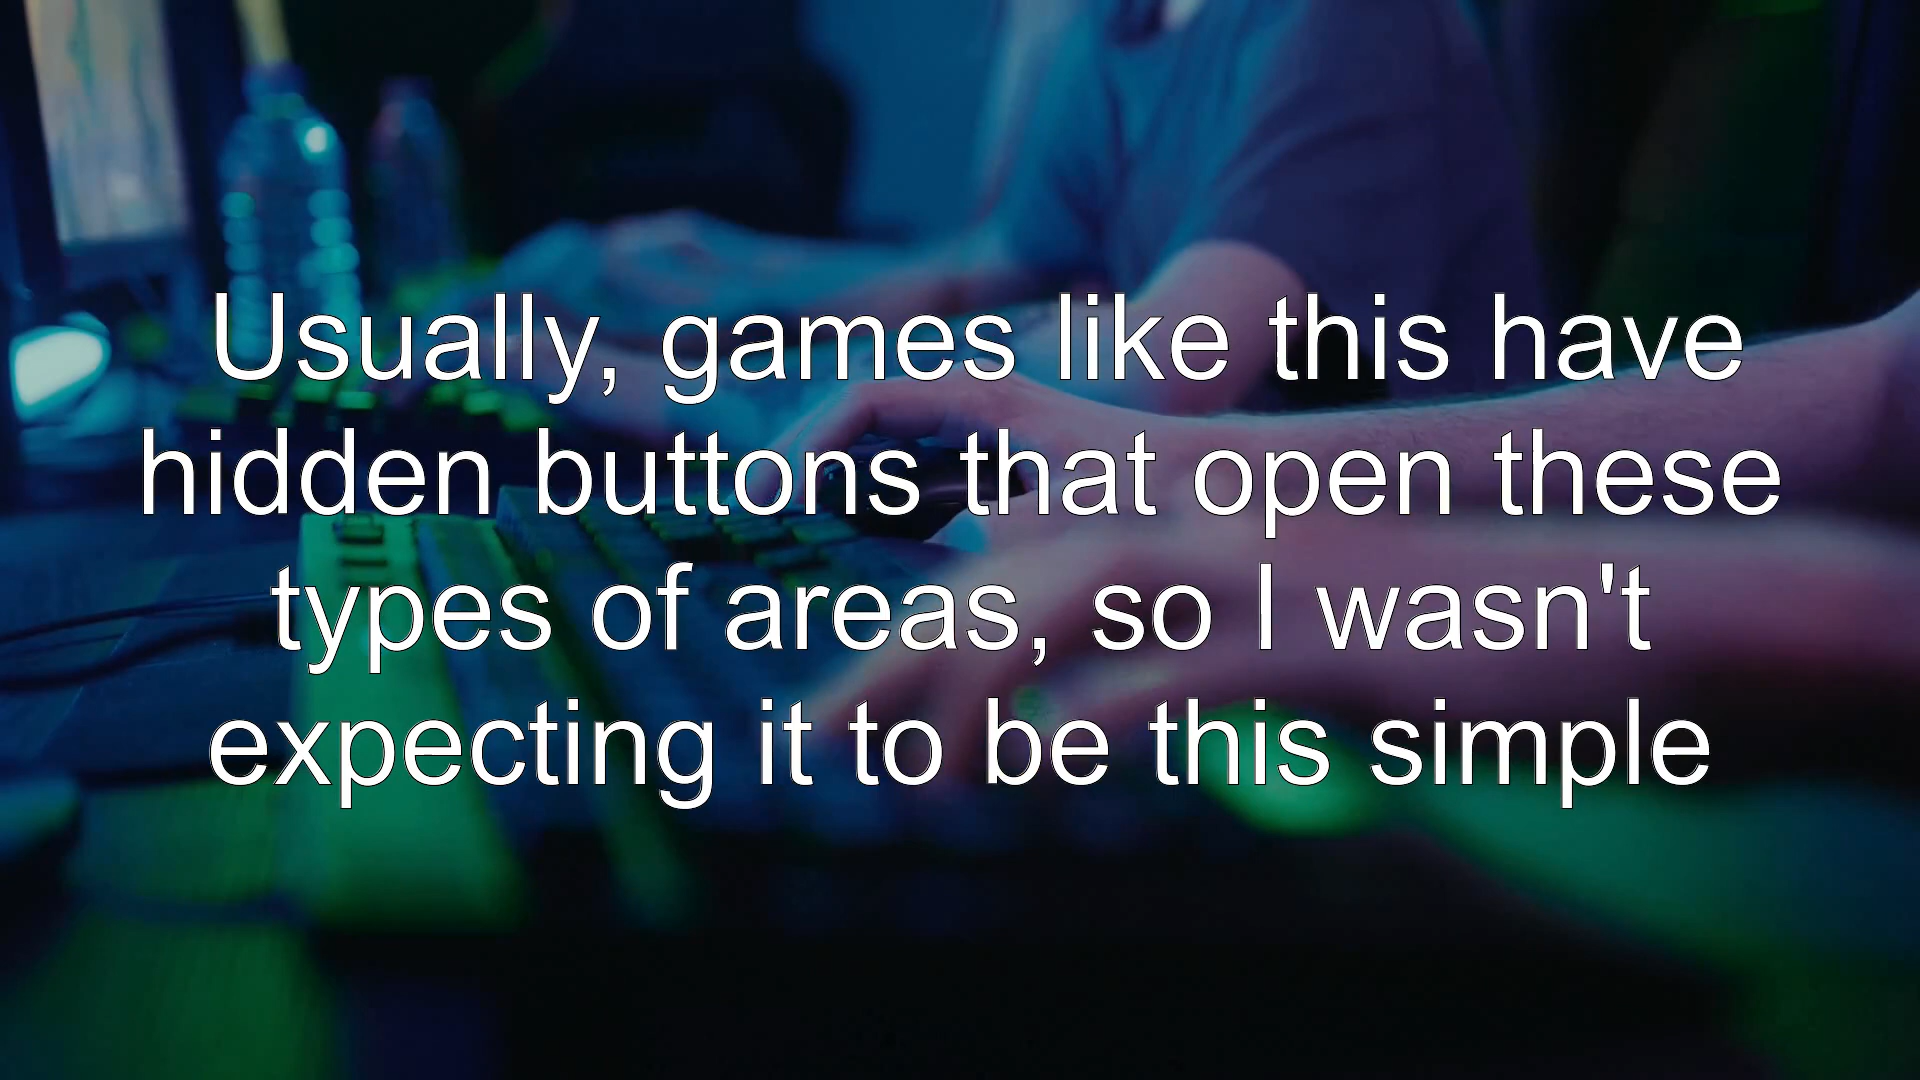 Usually, games like this have
hidden buttons that open these
types of areas, so I wasn't
expecting it to be this simple